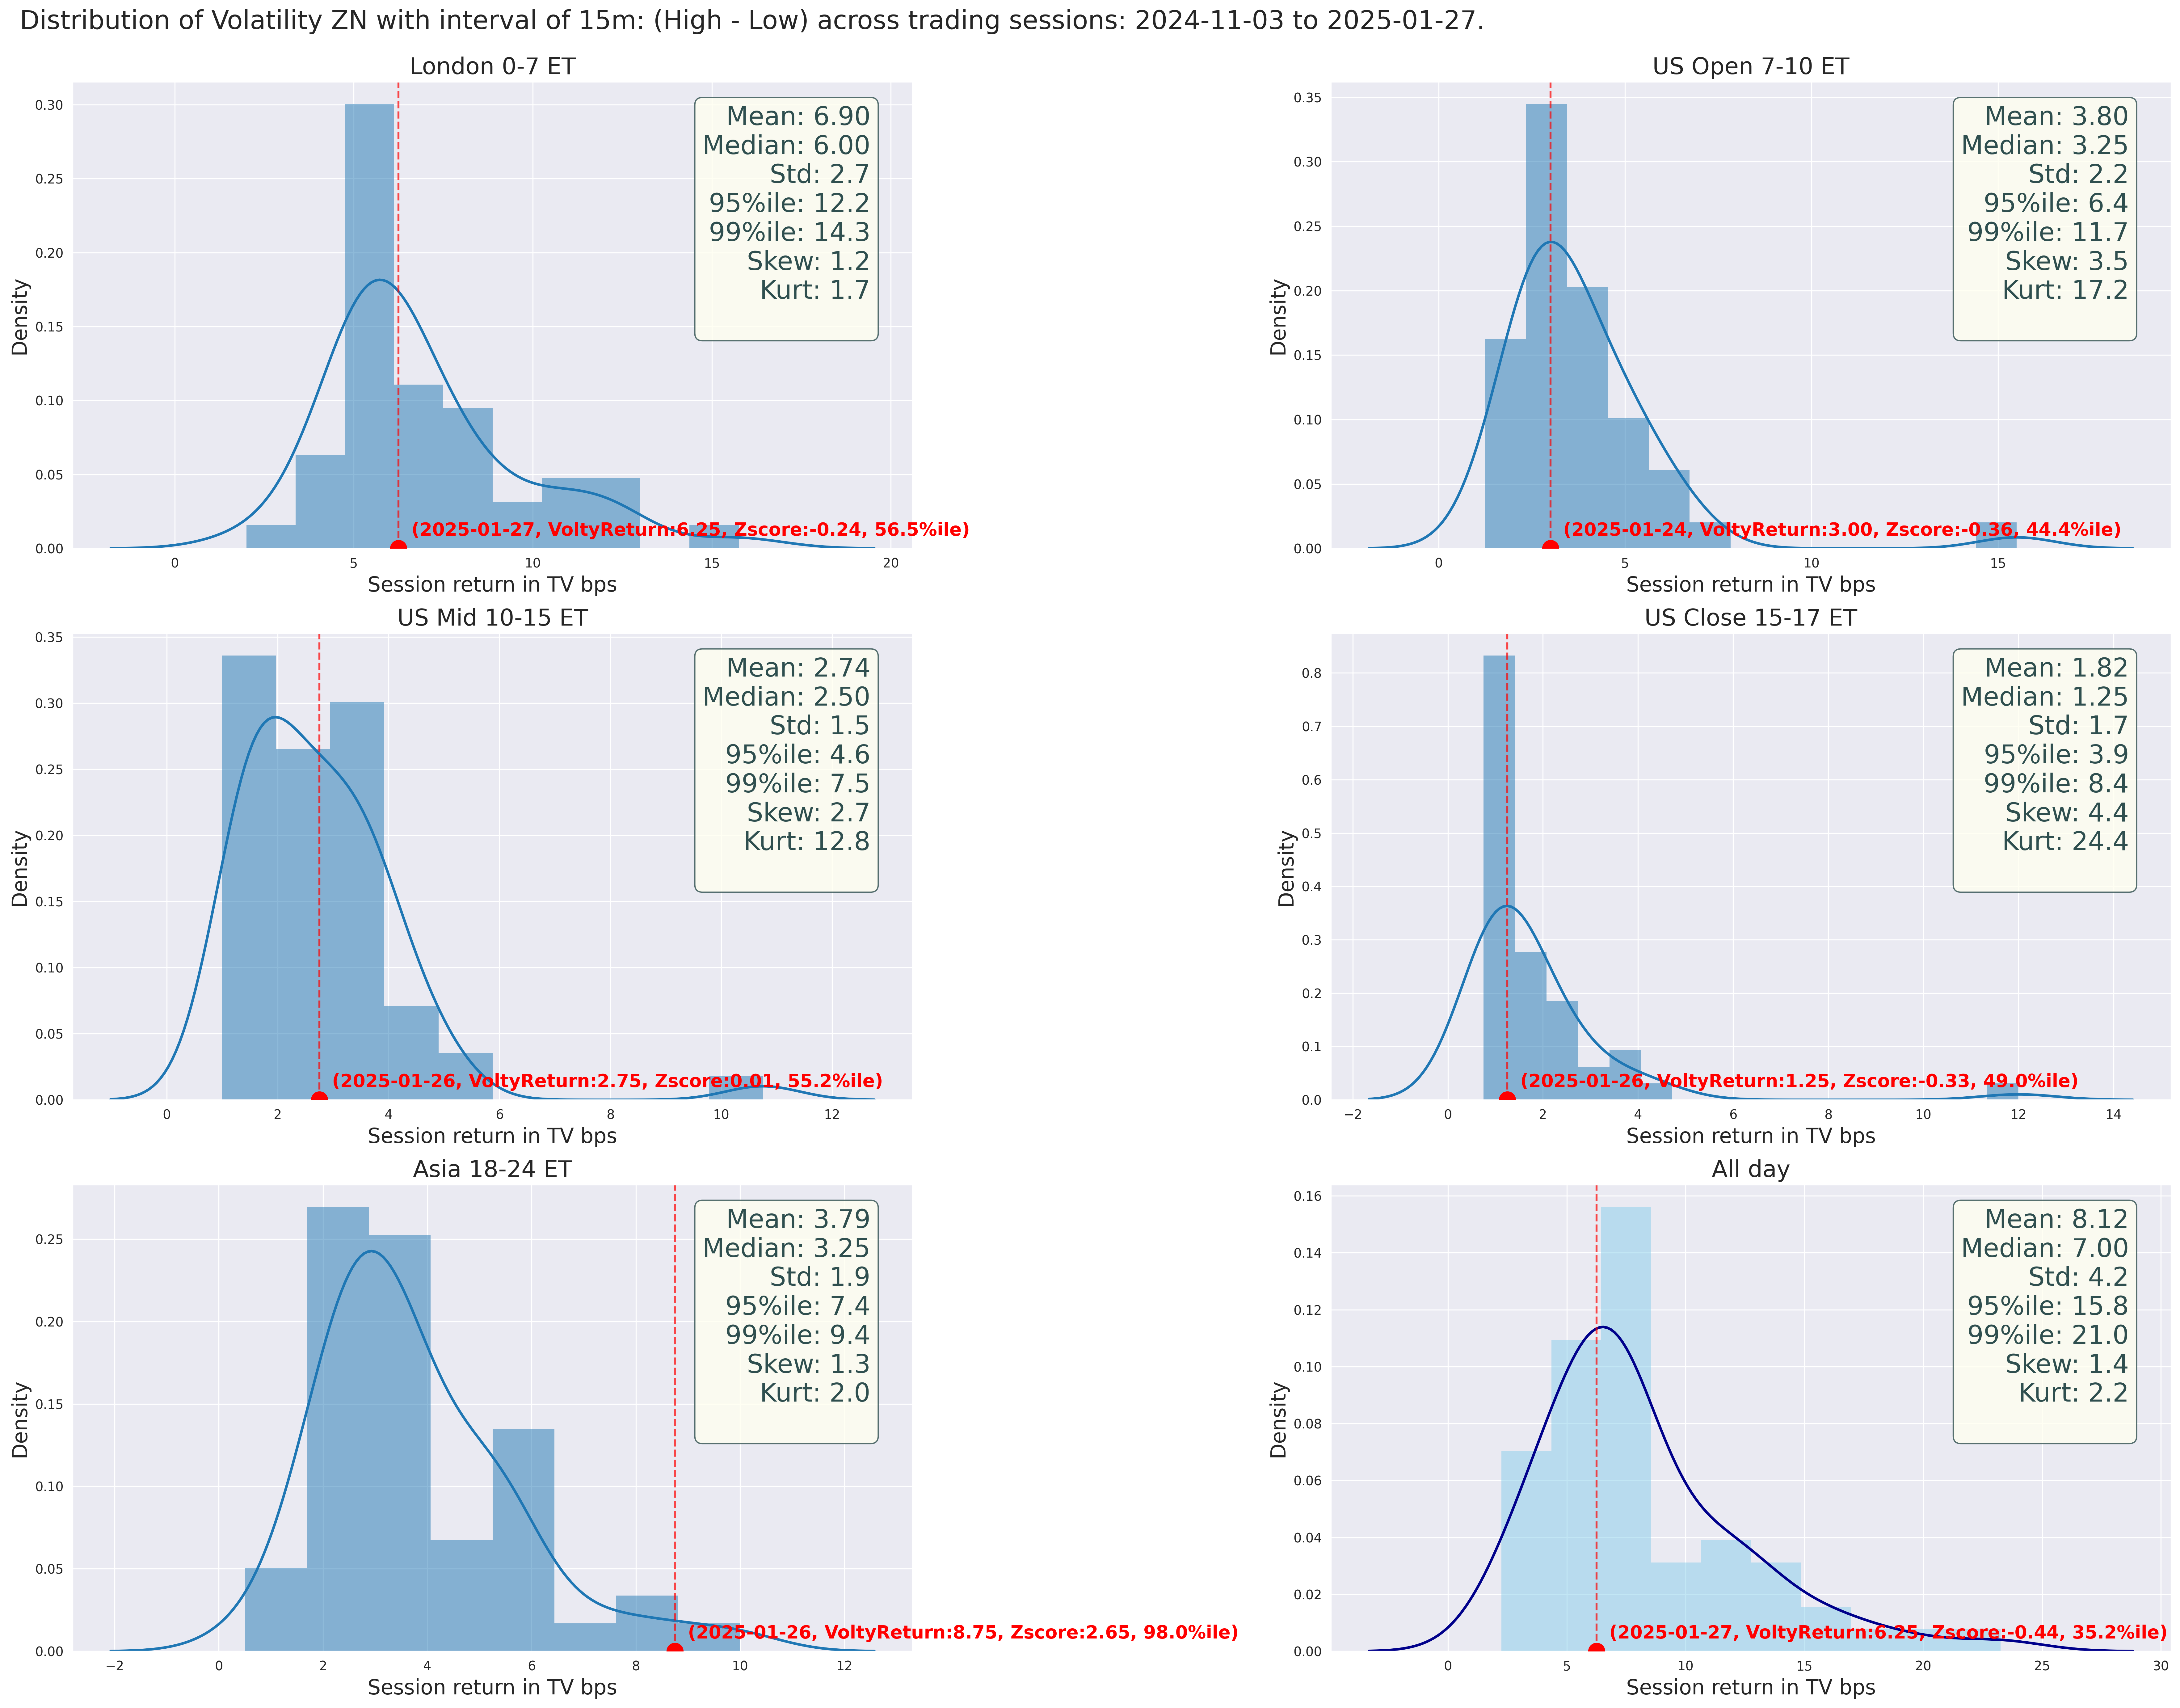 Distribution of Volatility ZN with interval of 15m: (High - Low) across trading sessions: 2024-11-03 to 2025-01-27.
London 0-7 ET
Density
0.30
0.25
0.20
0.15
0.10
0.05
0.00
Mean: 6.90
Median: 6.00
Std: 2.7
95%ile: 12.2
99%ile: 14.3
Skew: 1.2
Kurt: 1.7
(2025-01-27, VoltyReturn:6.25, Zscore:-0.24, 56.5%ile)
0 5 10 15 20
Session return in TV bps
US Open 7-10 ET
Density
0.35
0.30
0.25
0.20
0.15
0.10
0.05
0.00
Mean: 3.80
Median: 3.25
Std: 2.2
95%ile: 6.4
99%ile: 11.7
Skew: 3.5
Kurt: 17.2
(2025-01-24, VoltyReturn:3.00, Zscore:-0.36, 44.4%ile)
0 5 10 15
Session return in TV bps
US Mid 10-15 ET
Density
0.35
0.30
0.25
0.20
0.15
0.10
0.05
0.00
Mean: 2.74
Median: 2.50
Std: 1.5
95%ile: 4.6
99%ile: 7.5
Skew: 2.7
Kurt: 12.8
(2025-01-26, VoltyReturn:2.75, Zscore:0.01, 55.2%ile)
0 2 4 6 8 10 12
Session return in TV bps
US Close 15-17 ET
Density
0.8
0.7
0.6
0.5
0.4
0.3
0.2
0.1
0.0
Mean: 1.82
Median: 1.25
Std: 1.7
95%ile: 3.9
99%ile: 8.4
Skew: 4.4
Kurt: 24.4
(2025-01-26, VoltyReturn:1.25, Zscore:-0.33, 49.0%ile)
−2 0 2 4 6 8 10 12 14
Session return in TV bps
Asia 18-24 ET
Density
0.25
0.20
0.15
0.10
0.05
0.00
Mean: 3.79
Median: 3.25
Std: 1.9
95%ile: 7.4
99%ile: 9.4
Skew: 1.3
Kurt: 2.0
(2025-01-26, VoltyReturn:8.75, Zscore:2.65, 98.0%ile)
−2 0 2 4 6 8 10 12
Session return in TV bps
All day
Density
0.16
0.14
0.12
0.10
0.08
0.06
0.04
0.02
0.00
Mean: 8.12
Median: 7.00
Std: 4.2
95%ile: 15.8
99%ile: 21.0
Skew: 1.4
Kurt: 2.2
(2025-01-27, VoltyReturn:6.25, Zscore:-0.44, 35.2%ile)
0 5 10 15 20 25 30
Session return in TV bps